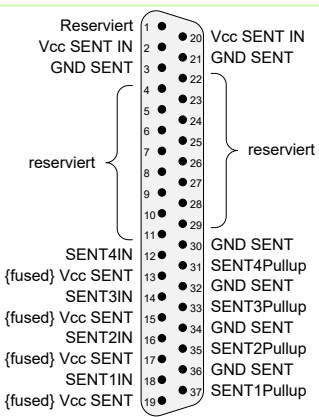 Reserviert 1
Vcc SENT IN 2
GND SENT 3
4
5
6
7
8
9
10
11
reserviert
SENT4IN 12
{fused} Vcc SENT 13
SENT3IN 14
{fused} Vcc SENT 15
SENT2IN 16
{fused} Vcc SENT 17
SENT1IN 18
{fused} Vcc SENT 19
20 Vcc SENT IN
21 GND SENT
22
23
24
25
26
27
28
29
reserviert
30 GND SENT
31 SENT4Pullup
32 GND SENT
33 SENT3Pullup
34 GND SENT
35 SENT2Pullup
36 GND SENT
37 SENT1Pullup